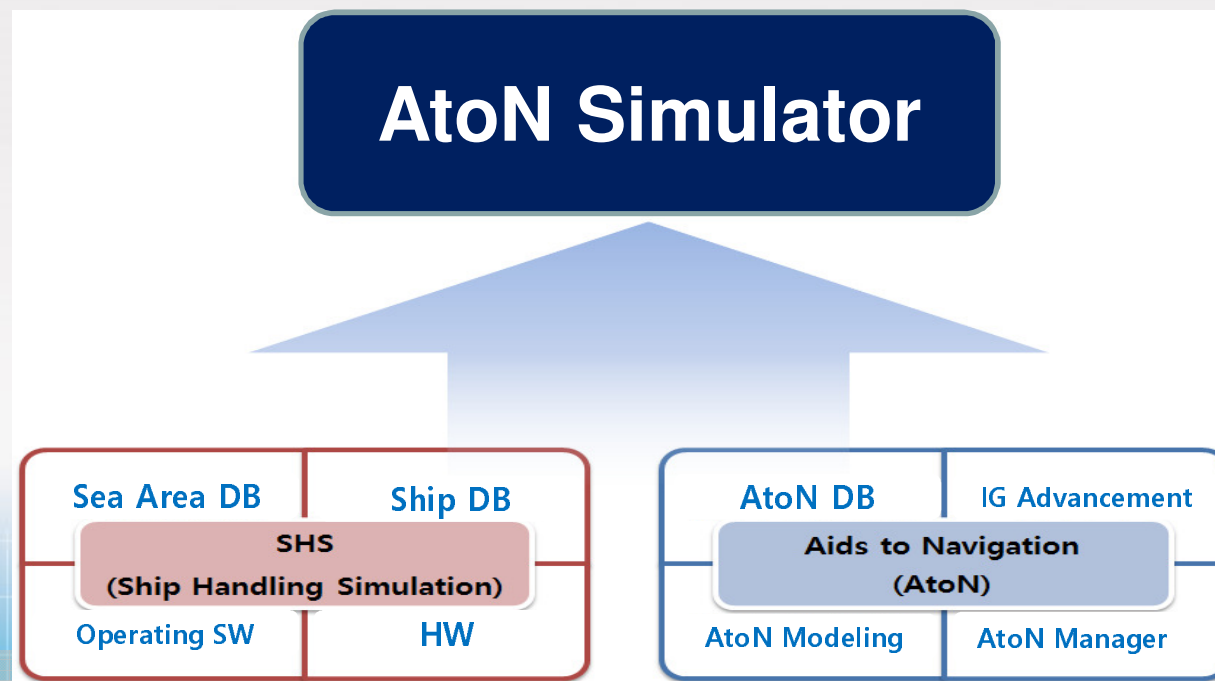 AtoN Simulator
Sea Area DB
Ship DB
SHS
(Ship Handling Simulation)
Operating SW
HW
AtoN DB
IG Advancement
Aids to Navigation
(AtoN)
AtoN Modeling
AtoN Manager